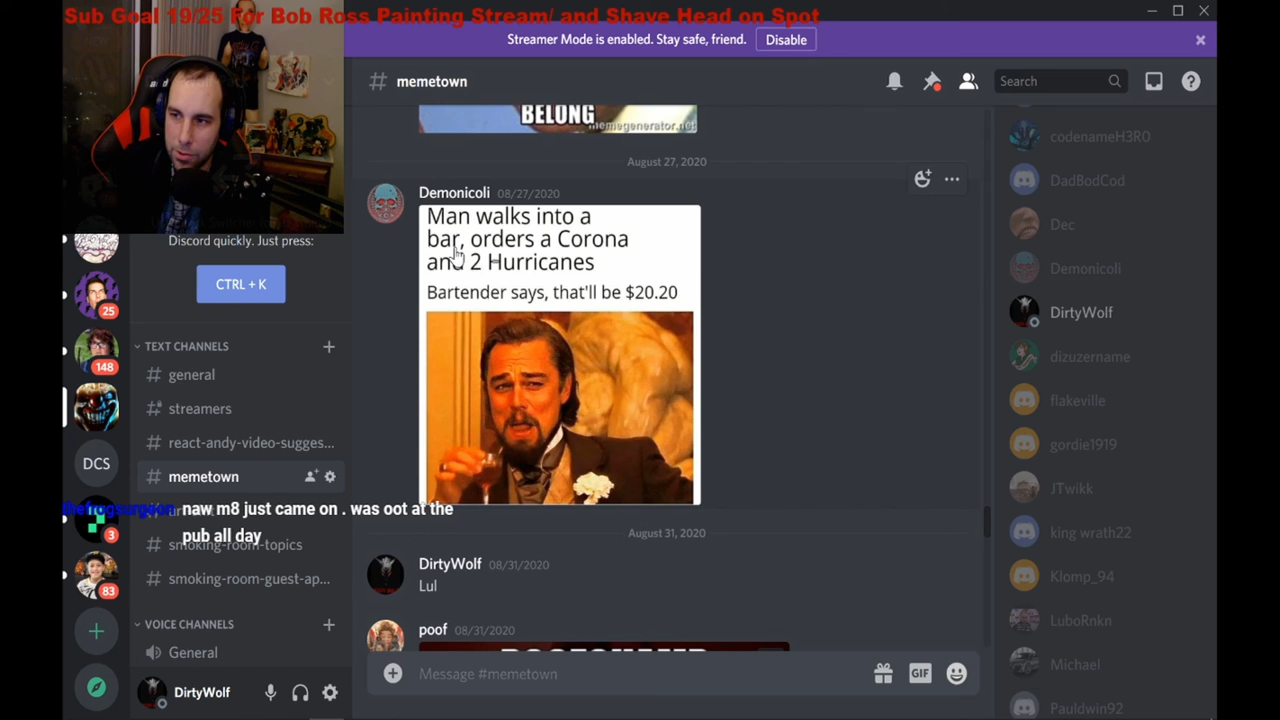 Sub Goal 19/25 For Bob Ross Painting Stream/ and Shave Head on Spot
Streamer Mode is enabled. Stay safe, friend.
Disable
# memetown
Search
Discord quickly. Just press:
CTRL + K
25
148
DCS
3
83
TEXT CHANNELS
general
streamers
react-andy-video-sugges...
memetown
smoking-room-topics
smoking-room-guest-ap...
VOICE CHANNELS
General
DirtyWolf
thefrogsurgeon naw m8 just came on . was oot at the
pub all day
BELONG
memegenerator.net
August 27, 2020
Demonicoli 08/27/2020
Man walks into a
bar, orders a Corona
and 2 Hurricanes
Bartender says, that'll be $20.20
August 31, 2020
DirtyWolf 08/31/2020
Lul
poof 08/31/2020
Message #memetown
GIF
codenameH3R0
DadBodCod
Dec
Demonicoli
DirtyWolf
dizuzername
flakeville
gordie1919
JTwikk
king wrath22
Klomp_94
LuboRnkn
Michael
Pauldwin92